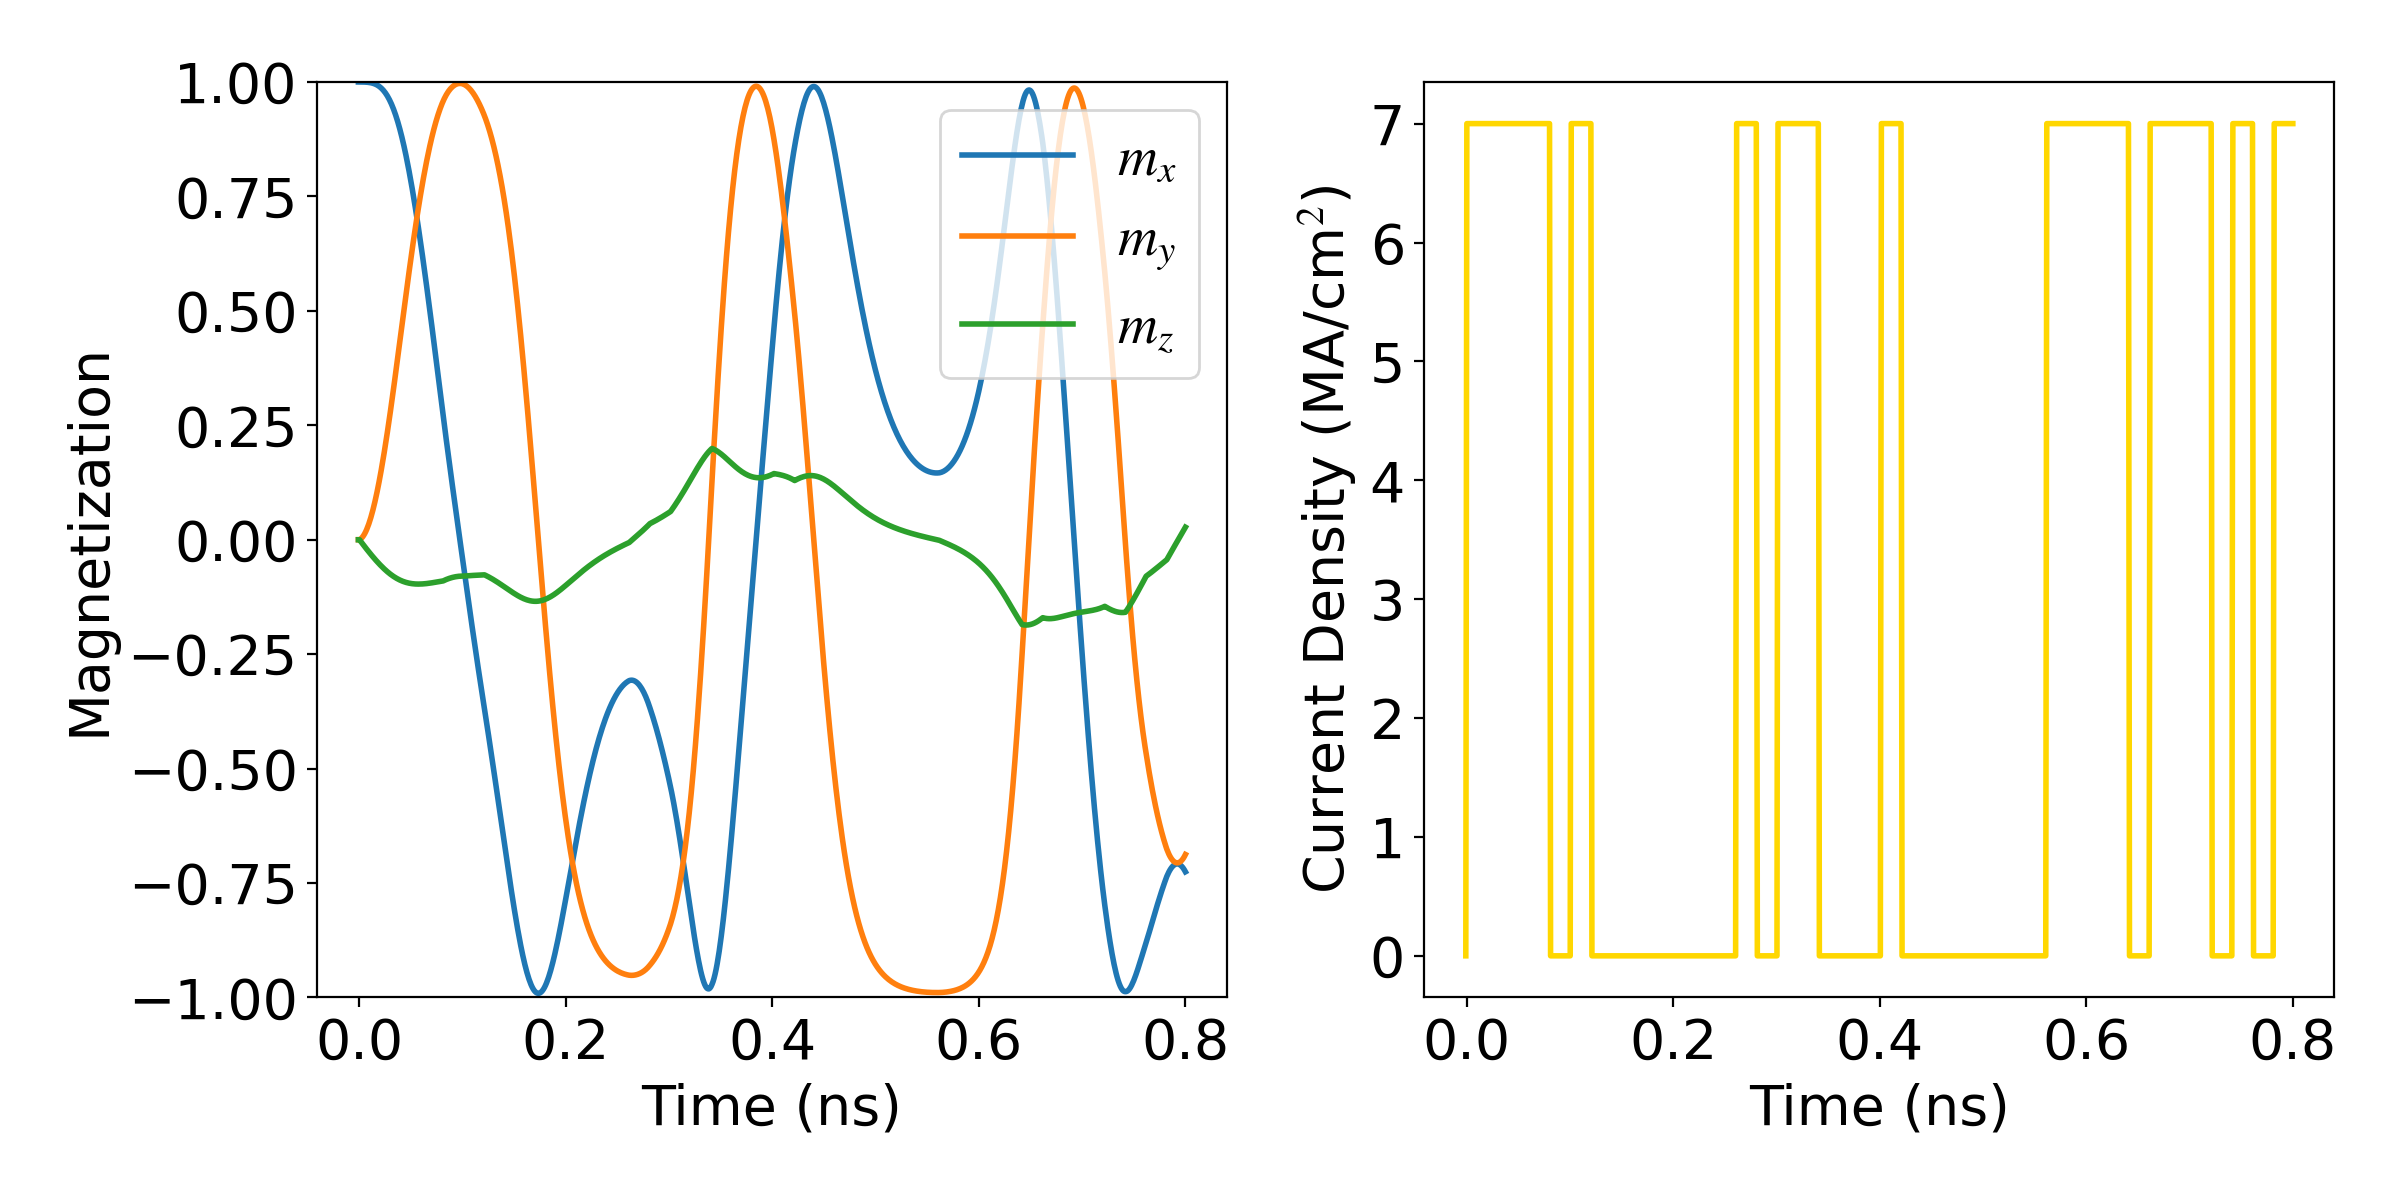 1.00
0.75
0.50
0.25
0.00
−0.25
−0.50
−0.75
−1.00
Magnetization
0.0 0.2 0.4 0.6 0.8
Time (ns)
m_x
m_y
m_z
7
6
5
4
3
2
1
0
Current Density (MA/cm²)
0.0 0.2 0.4 0.6 0.8
Time (ns)